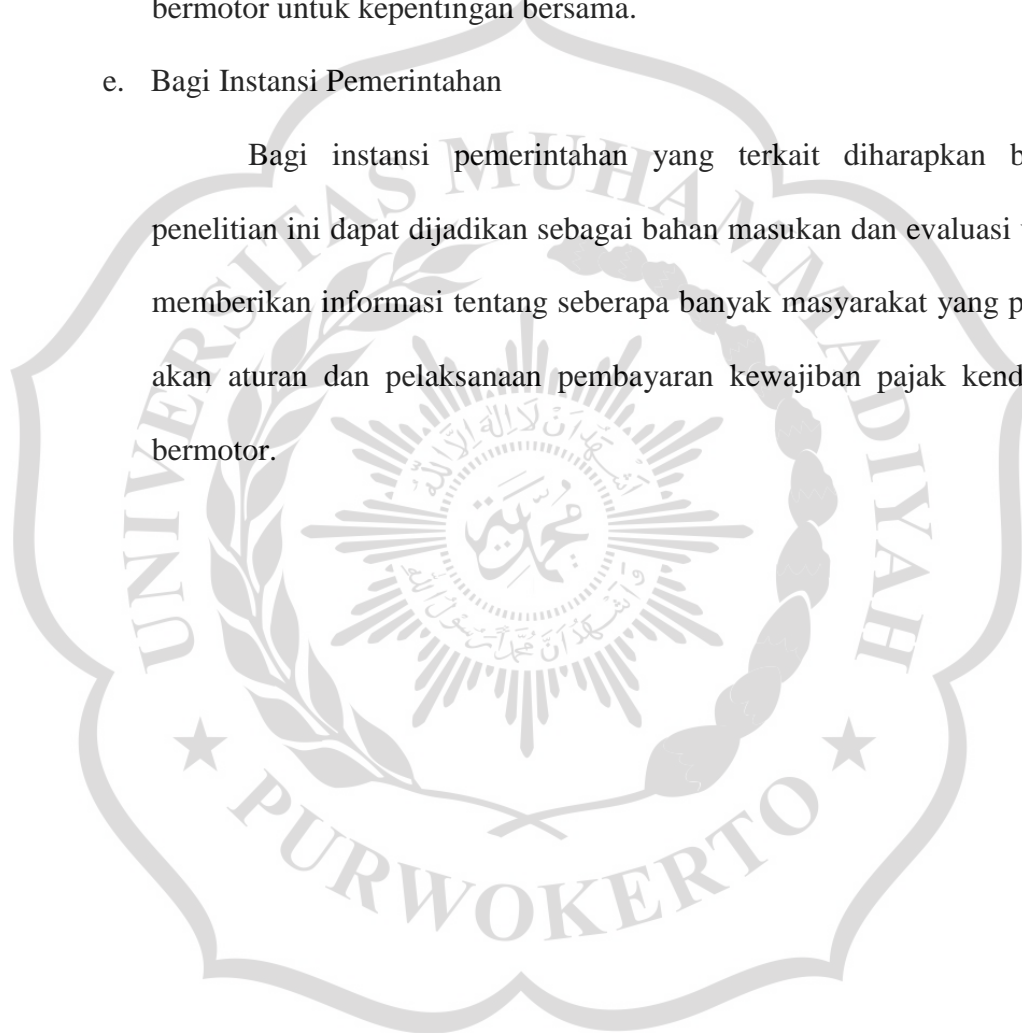 bermotor untuk kepentingan bersama.
e. Bagi Instansi Pemerintahan
Bagi instansi pemerintahan yang terkait diharapkan b
penelitian ini dapat dijadikan sebagai bahan masukan dan evaluasi
memberikan informasi tentang seberapa banyak masyarakat yang p
akan aturan dan pelaksanaan pembayaran kewajiban pajak kend
bermotor.
UNIVERSITAS MUHAMMADIYAH
PURWOKERTO